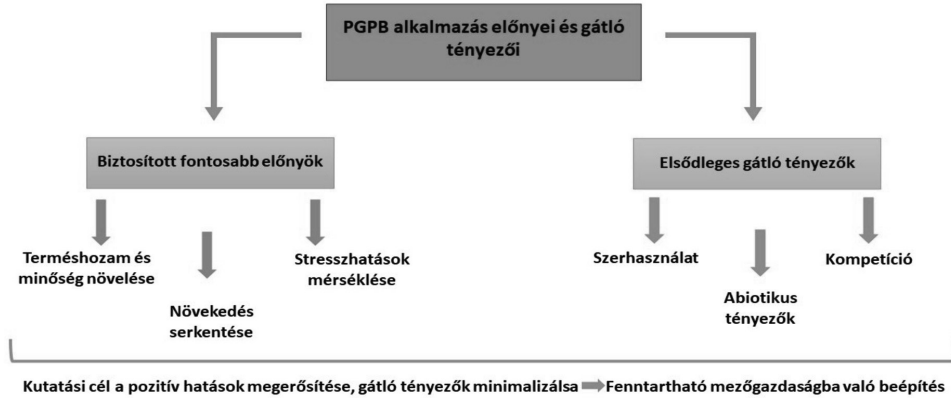 PGPB alkalmazás előnyei és gátló
tényezői
Biztosított fontosabb előnyök
Elsődleges gátló tényezők
Terméshozam és
minőség növelése
Növekedés
serkentése
Stresszhatások
mérséklése
Szerhasználat
Abiotikus
tényezők
Kompetíció
Kutatási cél a pozitív hatások megerősítése, gátló tényezők minimalizálsa Fenntartható mezőgazdaságba való beépítés